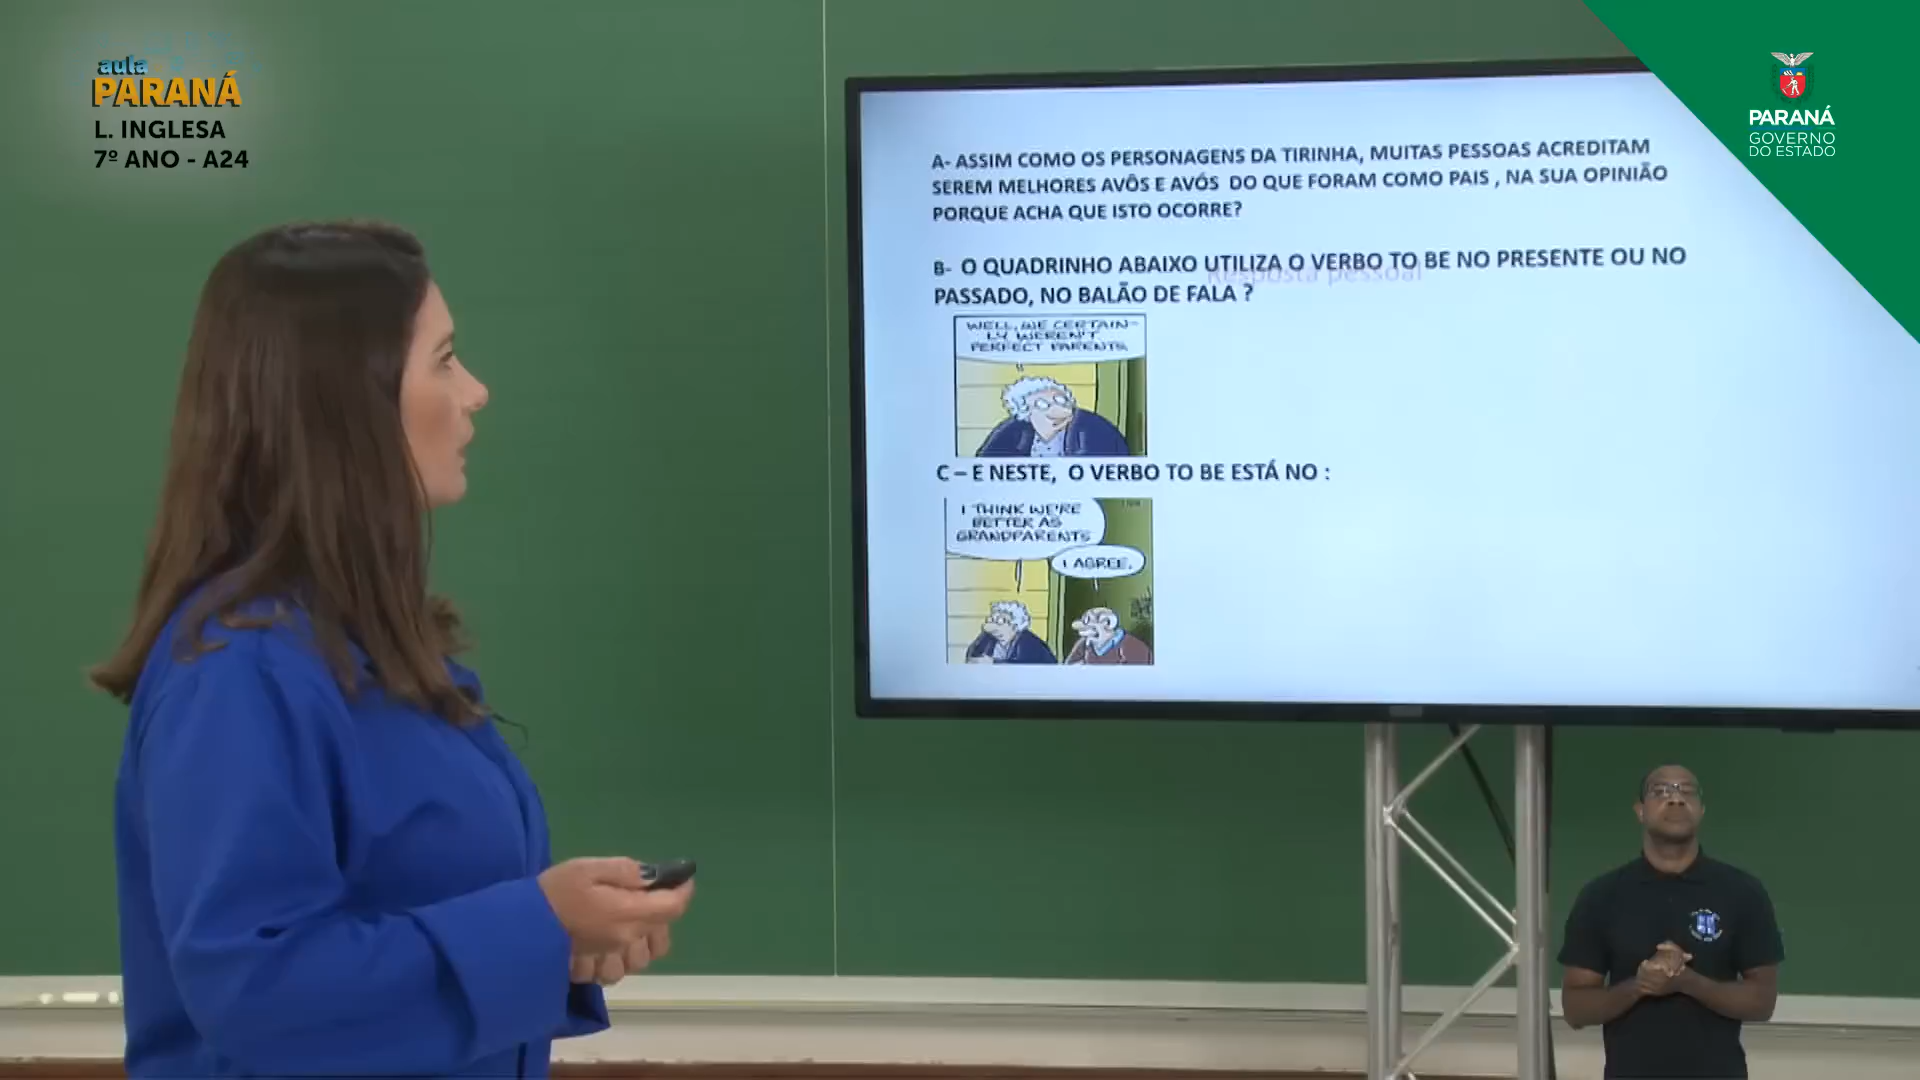 aula
PARANÁ
L. INGLESA
7º ANO - A24
PARANÁ
GOVERNO
DO ESTADO
A- ASSIM COMO OS PERSONAGENS DA TIRINHA, MUITAS PESSOAS ACREDITAM
SEREM MELHORES AVÔS E AVÓS DO QUE FORAM COMO PAIS , NA SUA OPINIÃO
PORQUE ACHA QUE ISTO OCORRE?
B- O QUADRINHO ABAIXO UTILIZA O VERBO TO BE NO PRESENTE OU NO
Resposta pessoal
PASSADO, NO BALÃO DE FALA ?
WELL, WE CERTAIN-
LY WEREN'T
PERFECT PARENTS.
C – E NESTE, O VERBO TO BE ESTÁ NO :
I THINK WE'RE
BETTER AS
GRANDPARENTS
I AGREE.